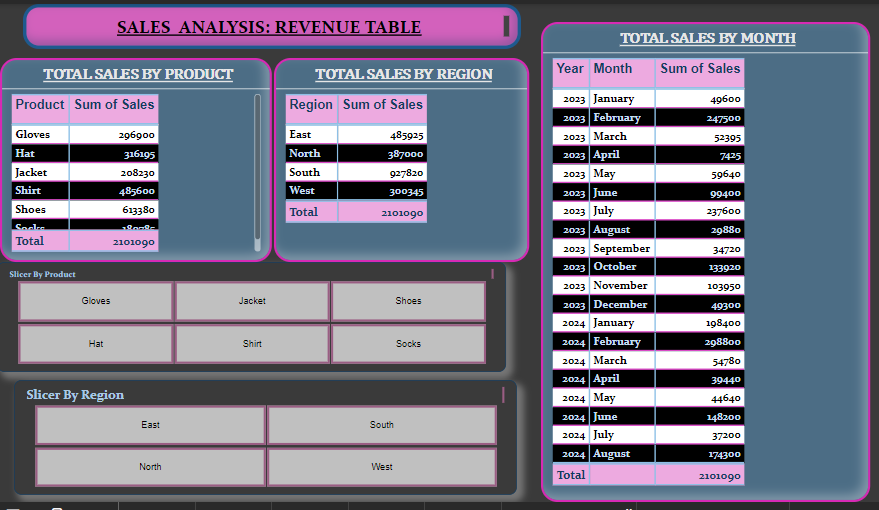 SALES ANALYSIS: REVENUE TABLE
TOTAL SALES BY PRODUCT
Product Sum of Sales
Gloves 296900
Hat 316195
Jacket 208230
Shirt 485600
Shoes 613380
Socks 180785
Total 2101090
TOTAL SALES BY REGION
Region Sum of Sales
East 485925
North 387000
South 927820
West 300345
Total 2101090
Slicer By Product
Gloves Jacket Shoes
Hat Shirt Socks
Slicer By Region
East South
North West
TOTAL SALES BY MONTH
Year Month Sum of Sales
2023 January 49600
2023 February 247500
2023 March 52395
2023 April 7425
2023 May 59640
2023 June 99400
2023 July 237600
2023 August 29880
2023 September 34720
2023 October 133920
2023 November 103950
2023 December 49300
2024 January 198400
2024 February 298800
2024 March 54780
2024 April 39440
2024 May 44640
2024 June 148200
2024 July 37200
2024 August 174300
Total 2101090